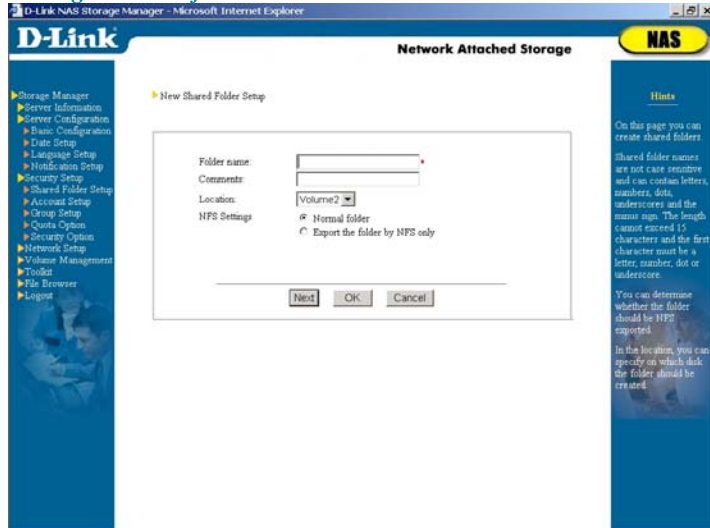 D-Link NAS Storage Manager - Microsoft Internet Explorer
D-Link
Network Attached Storage
NAS
Storage Manager
Server Information
Server Configuration
Basic Configuration
Date Setup
Language Setup
Notification Setup
Security Setup
Shared Folder Setup
Account Setup
Group Setup
Quota Option
Security Option
Network Setup
Volume Management
Toolkit
File Browser
Logout
New Shared Folder Setup
Folder name:
*
Comments:
Location:
Volume2
NFS Settings
Normal folder
Export the folder by NFS only
Next
OK
Cancel
Hints
On this page you can
create shared folders.
Shared folder names
are not case sensitive
and can contain letters,
numbers, dots,
underscores and the
minus sign. The length
cannot exceed 15
characters and the first
character must be a
letter, number, dot or
underscore.
You can determine
whether the folder
should be NFS
exported.
In the location, you can
specify on which disk
the folder should be
created.